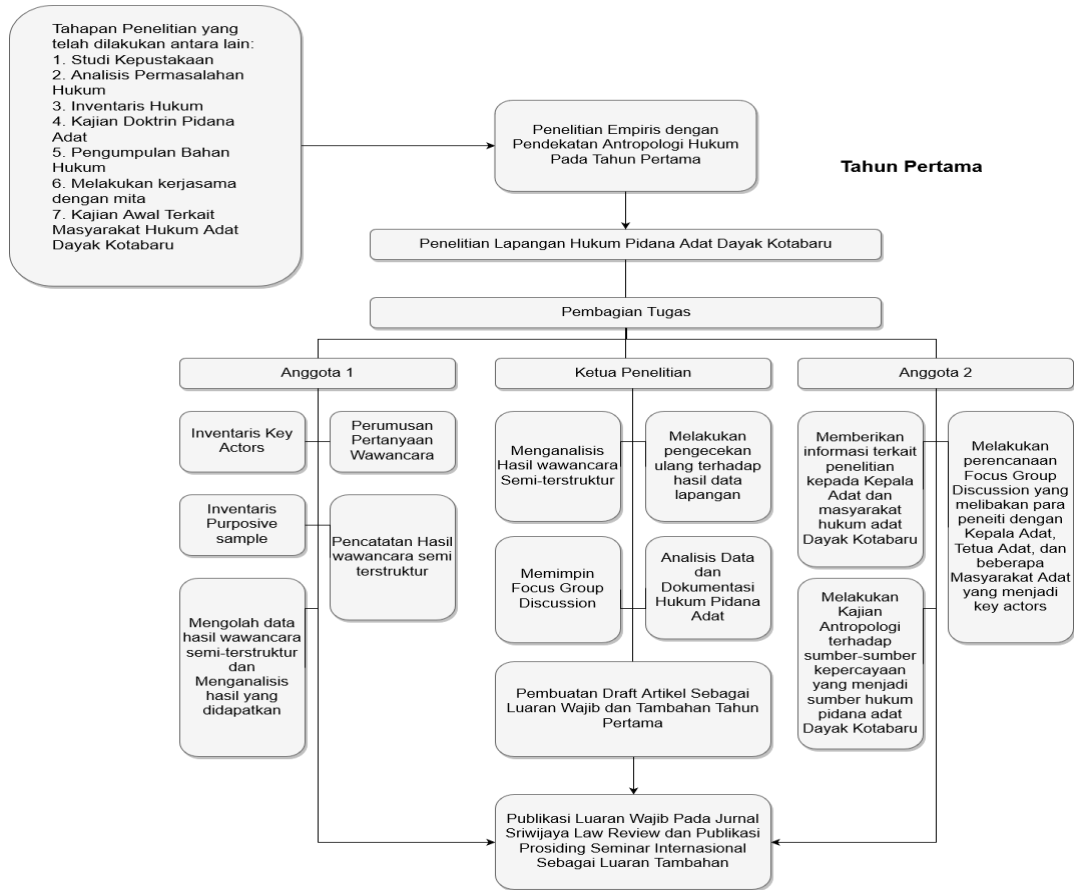 Tahapan Penelitian yang
telah dilakukan antara lain:
1. Studi Kepustakaan
2. Analisis Permasalahan
Hukum
3. Inventaris Hukum
4. Kajian Doktrin Pidana
Adat
5. Pengumpulan Bahan
Hukum
6. Melakukan kerjasama
dengan mita
7. Kajian Awal Terkait
Masyarakat Hukum Adat
Dayak Kotabaru
Penelitian Empiris dengan
Pendekatan Antropologi Hukum
Pada Tahun Pertama
Tahun Pertama
Penelitian Lapangan Hukum Pidana Adat Dayak Kotabaru
Pembagian Tugas
Anggota 1
Inventaris Key
Actors
Perumusan
Pertanyaan
Wawancara
Inventaris
Purposive
sample
Pencatatan Hasil
wawancara semi
terstruktur
Mengolah data
hasil wawancara
semi-terstruktur
dan
Menganalisis
hasil yang
didapatkan
Ketua Penelitian
Menganalisis
Hasil wawancara
Semi-terstruktur
Melakukan
pengecekan
ulang terhadap
hasil data
lapangan
Memimpin
Focus Group
Discussion
Analisis Data
dan
Dokumentasi
Hukum Pidana
Adat
Pembuatan Draft Artikel Sebagai
Luaran Wajib dan Tambahan Tahun
Pertama
Anggota 2
Memberikan
informasi terkait
penelitian
kepada Kepala
Adat dan
masyarakat
hukum adat
Dayak Kotabaru
Melakukan
perencanaan
Focus Group
Discussion yang
melibakan para
peneiti dengan
Kepala Adat,
Tetua Adat, dan
beberapa
Masyarakat Adat
yang menjadi
key actors
Melakukan
Kajian
Antropologi
terhadap
sumber-sumber
kepercayaan
yang menjadi
sumber hukum
pidana adat
Dayak Kotabaru
Publikasi Luaran Wajib Pada Jurnal
Sriwijaya Law Review dan Publikasi
Prosiding Seminar Internasional
Sebagai Luaran Tambahan